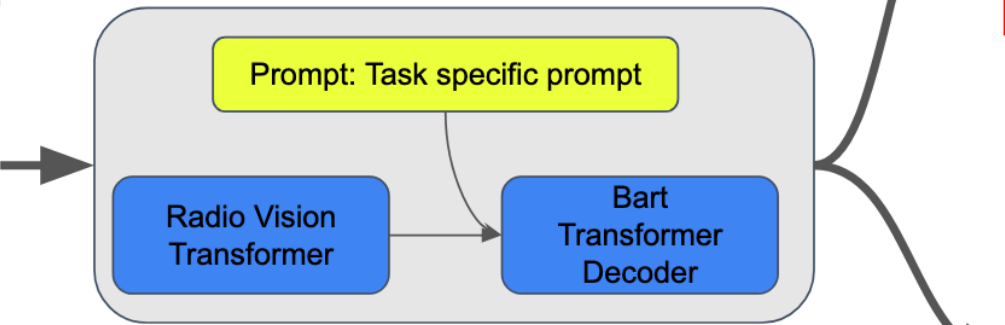 Prompt: Task specific prompt
Radio Vision
Transformer
Bart
Transformer
Decoder